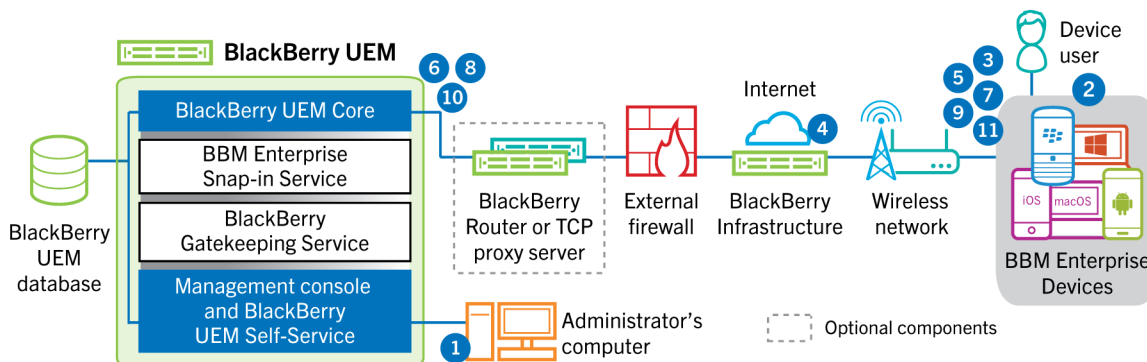 BlackBerry UEM
6
8
10
BlackBerry UEM Core
BBM Enterprise
Snap-in Service
BlackBerry
Gatekeeping Service
Management console
and BlackBerry
UEM Self-Service
BlackBerry
UEM
database
1
Administrator's
computer
BlackBerry
Router or TCP
proxy server
External
firewall
Internet
4
BlackBerry
Infrastructure
Wireless
network
3
5
7
9
11
Device
user
2
iOS
macOS
BBM Enterprise
Devices
Optional components